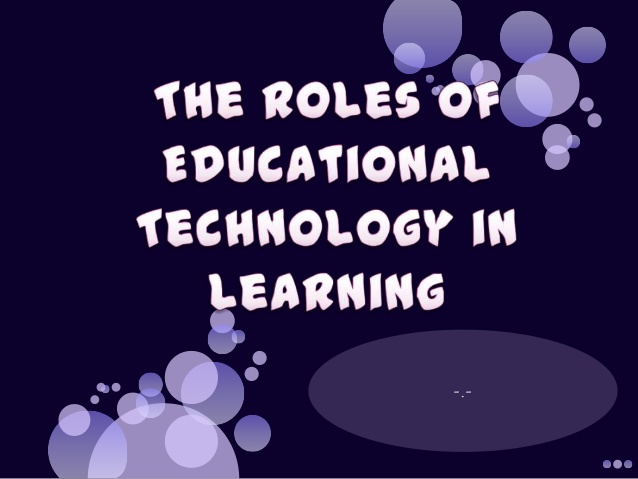 THE ROLES OF
EDUCATIONAL
TECHNOLOGY IN
LEARNING
-.-